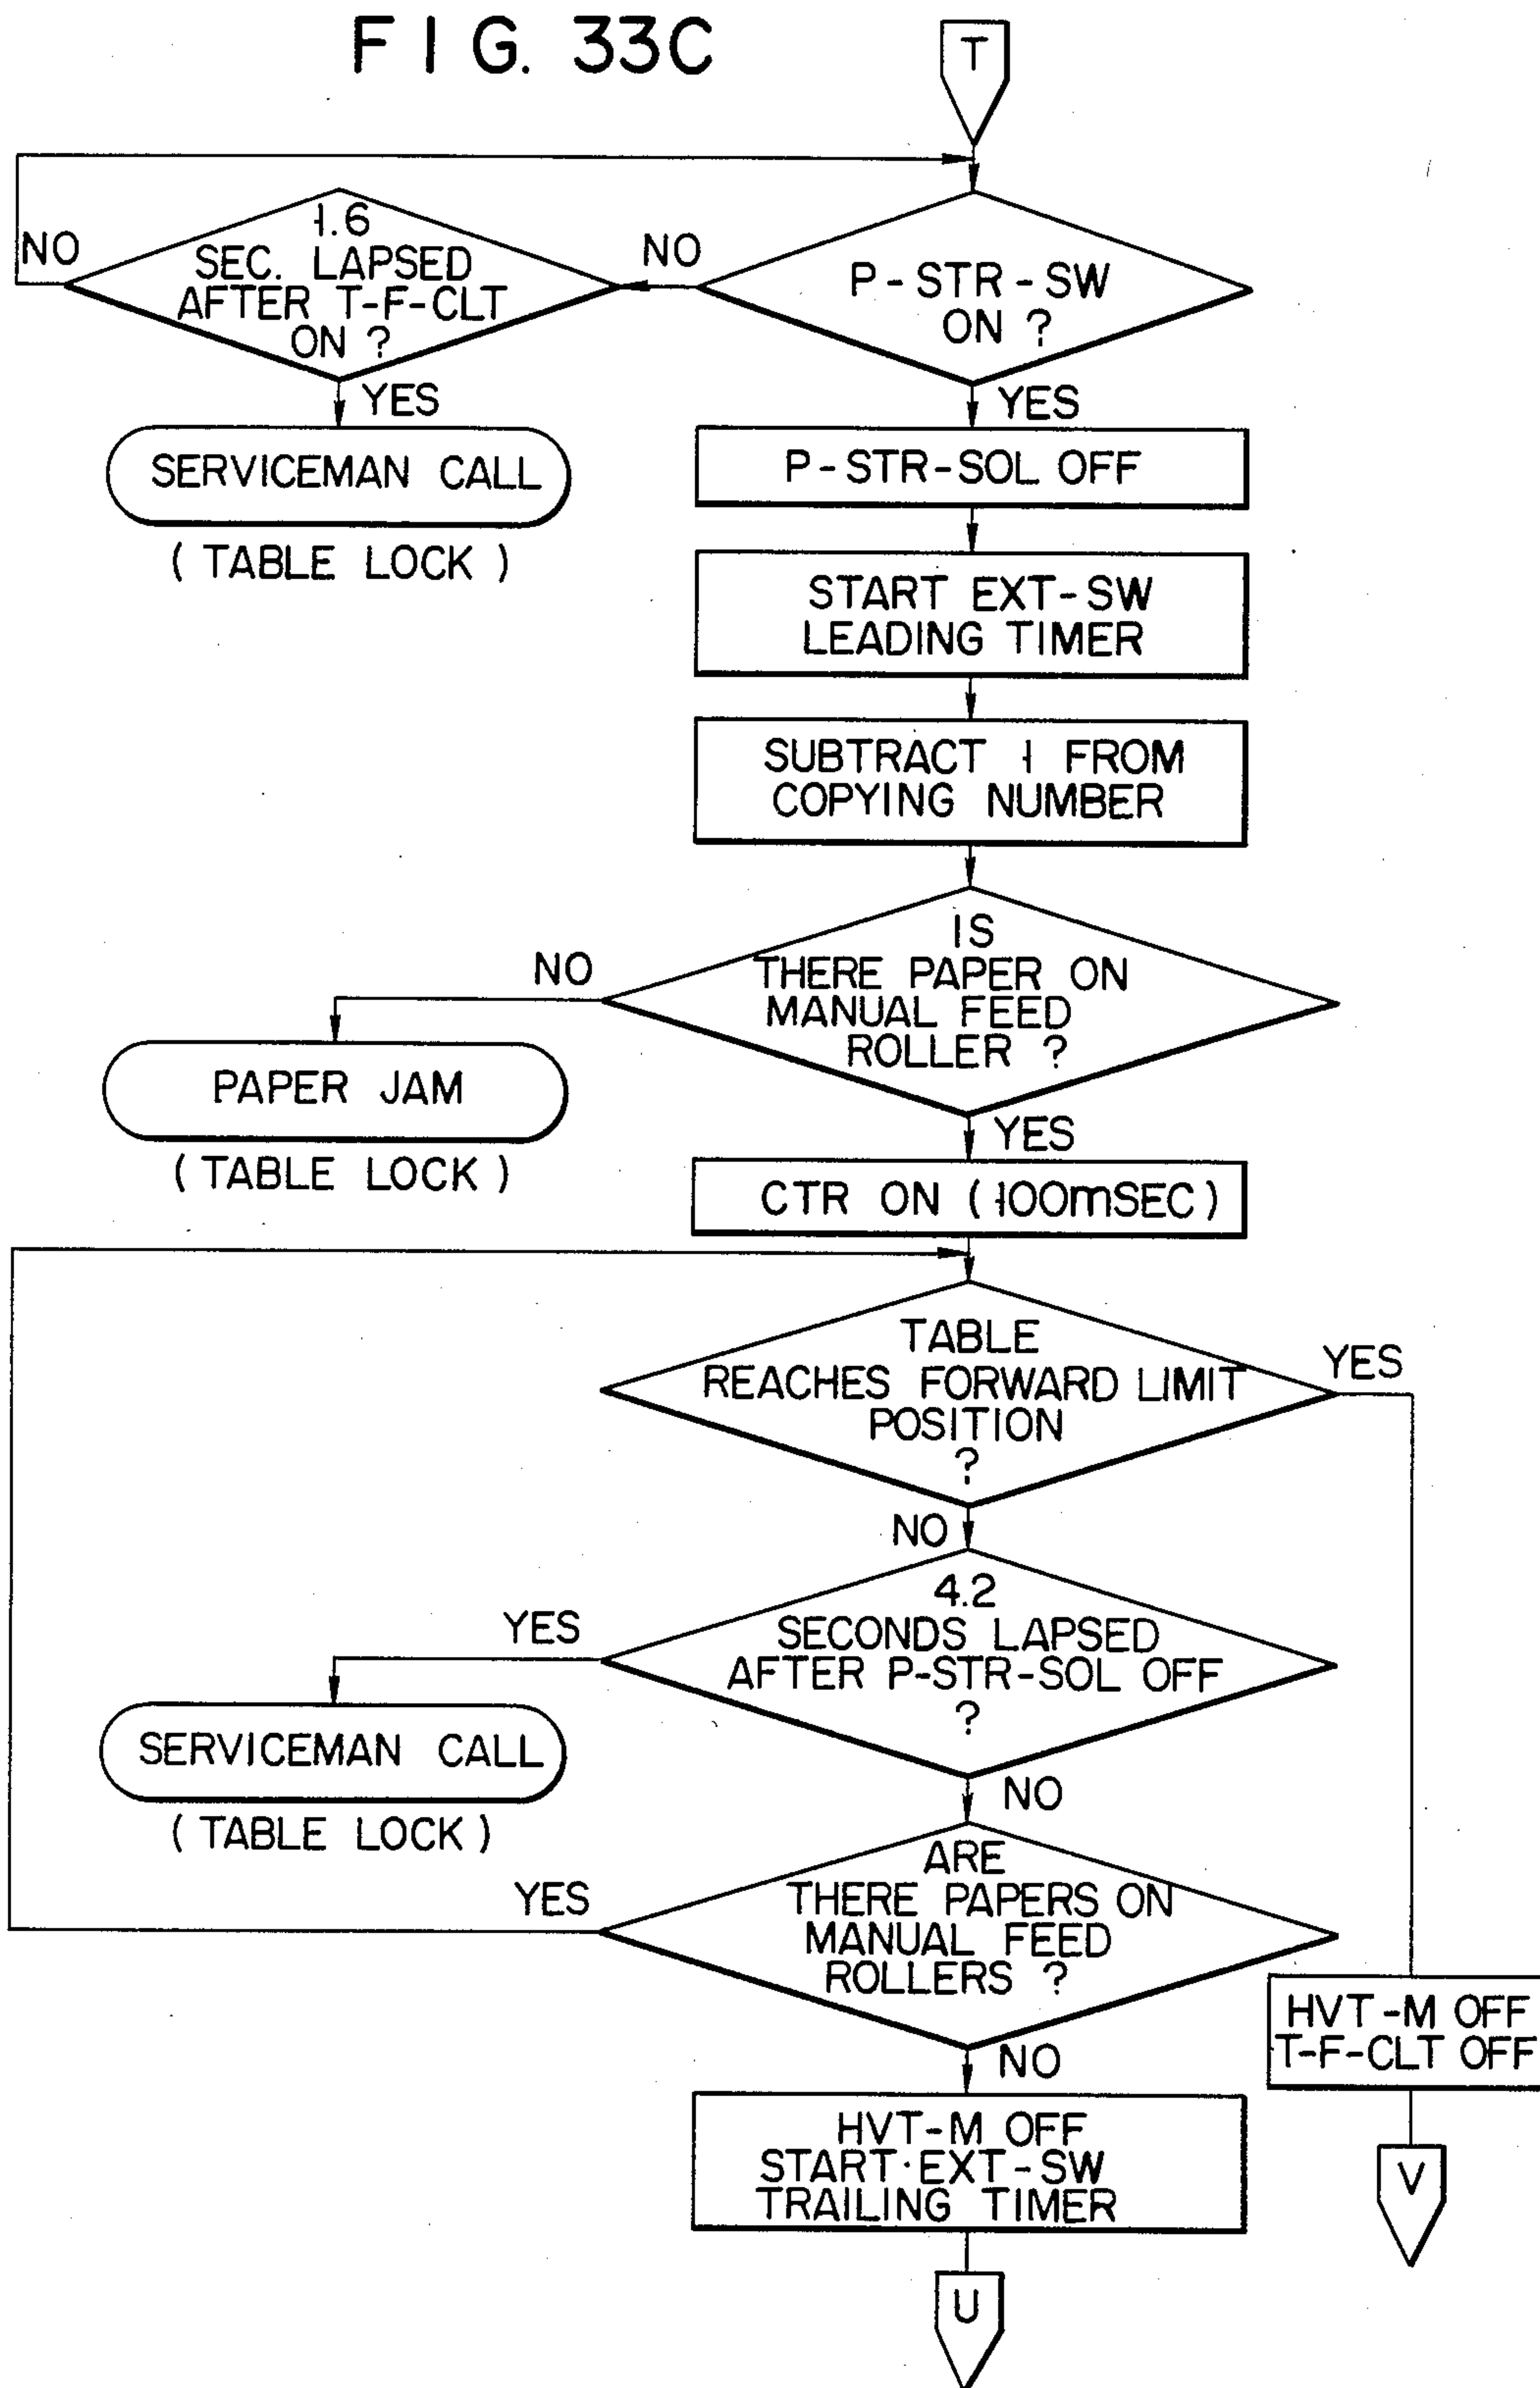 FIG. 33C
T
1.6
SEC. LAPSED
AFTER T-F-CLT
ON ?
NO
NO
P-STR-SW
ON ?
YES
SERVICEMAN CALL
(TABLE LOCK)
YES
P-STR-SOL OFF
START EXT-SW
LEADING TIMER
SUBTRACT 1 FROM
COPYING NUMBER
IS
THERE PAPER ON
MANUAL FEED
ROLLER ?
NO
PAPER JAM
(TABLE LOCK)
YES
CTR ON (100mSEC)
TABLE
REACHES FORWARD LIMIT
POSITION
?
YES
NO
4.2
SECONDS LAPSED
AFTER P-STR-SOL OFF
?
YES
SERVICEMAN CALL
(TABLE LOCK)
NO
ARE
THERE PAPERS ON
MANUAL FEED
ROLLERS ?
YES
NO
HVT-M OFF
T-F-CLT OFF
HVT-M OFF
START·EXT-SW
TRAILING TIMER
V
U